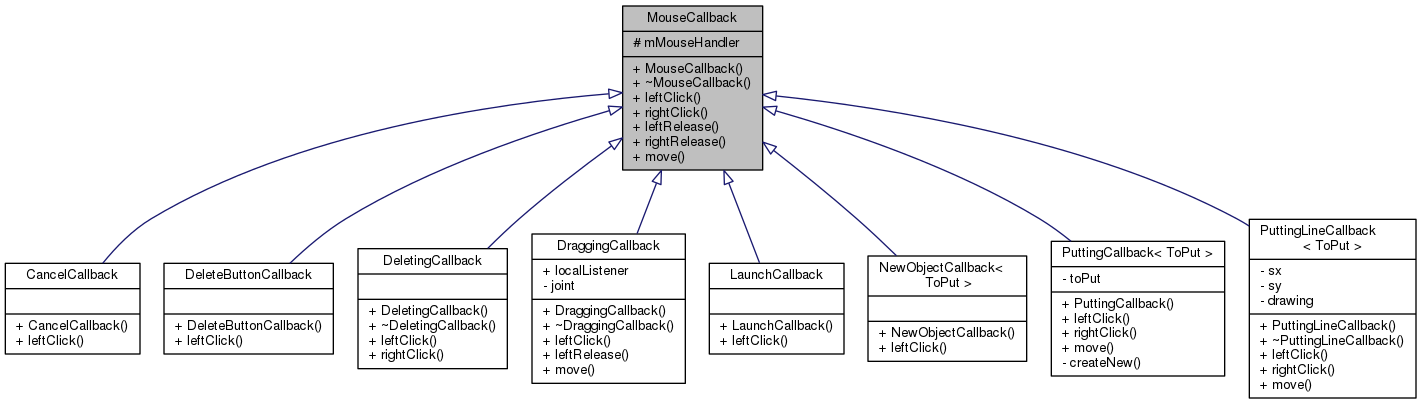 MouseCallback
# mMouseHandler
+ MouseCallback()
+ ~MouseCallback()
+ leftClick()
+ rightClick()
+ leftRelease()
+ rightRelease()
+ move()
CancelCallback
+ CancelCallback()
+ leftClick()
DeleteButtonCallback
+ DeleteButtonCallback()
+ leftClick()
DeletingCallback
+ DeletingCallback()
+ ~DeletingCallback()
+ leftClick()
+ rightClick()
DraggingCallback
+ localListener
- joint
+ DraggingCallback()
+ ~DraggingCallback()
+ leftClick()
+ leftRelease()
+ move()
LaunchCallback
+ LaunchCallback()
+ leftClick()
NewObjectCallback<
ToPut >
+ NewObjectCallback()
+ leftClick()
PuttingCallback< ToPut >
- toPut
+ PuttingCallback()
+ leftClick()
+ rightClick()
+ move()
- createNew()
PuttingLineCallback
< ToPut >
- sx
- sy
- drawing
+ PuttingLineCallback()
+ ~PuttingLineCallback()
+ leftClick()
+ rightClick()
+ move()